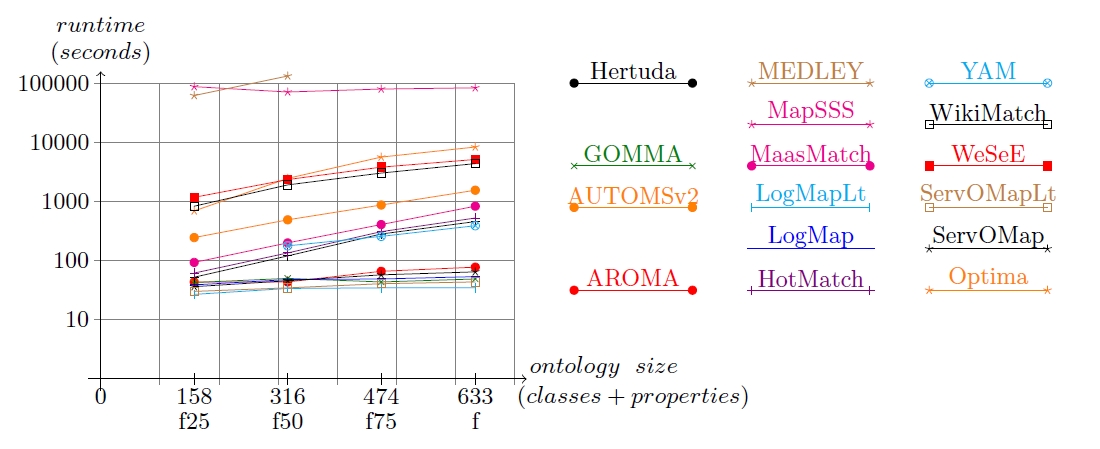 runtime
(seconds)
100000
10000
1000
100
10
0
158
316
474
633
f25
f50
f75
f
ontology size
(classes + properties)
Hertuda
MEDLEY
YAM
MapSSS
WikiMatch
GOMMA
MaasMatch
WeSeE
AUTOMSv2
LogMapLt
ServOMapLt
LogMap
ServOMap
AROMA
HotMatch
Optima